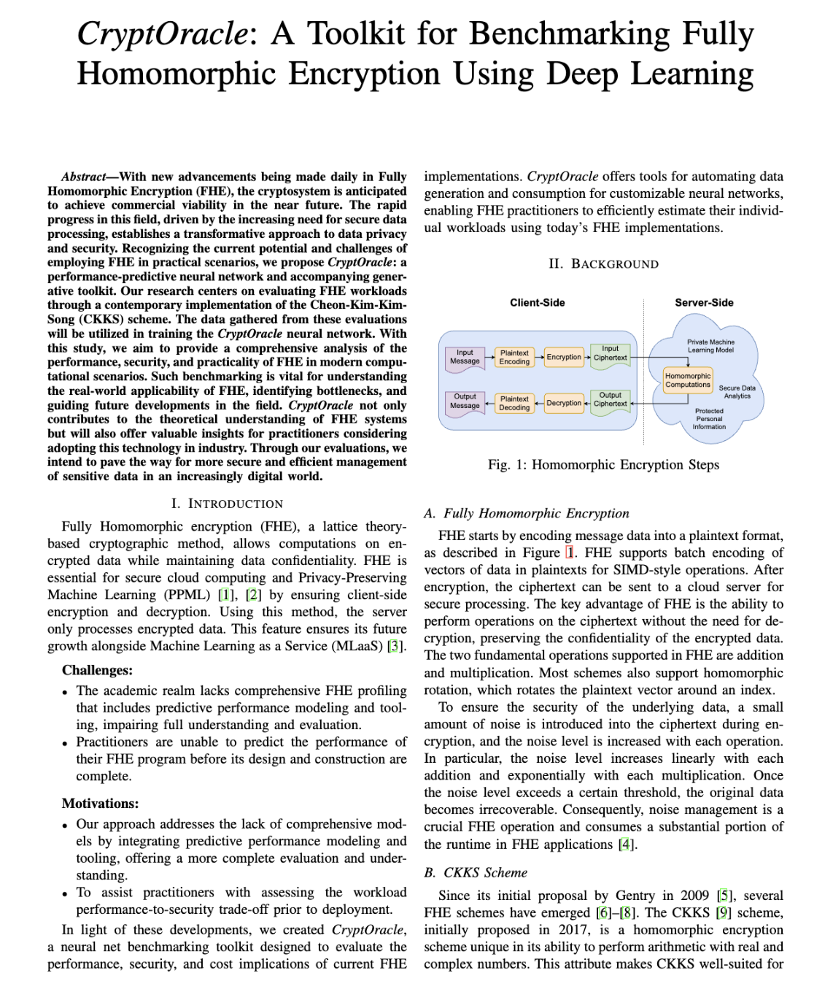 CryptOracle: A Toolkit for Benchmarking Fully
Homomorphic Encryption Using Deep Learning
Abstract—With new advancements being made daily in Fully
Homomorphic Encryption (FHE), the cryptosystem is anticipated
to achieve commercial viability in the near future. The rapid
progress in this field, driven by the increasing need for secure data
processing, establishes a transformative approach to data privacy
and security. Recognizing the current potential and challenges of
employing FHE in practical scenarios, we propose CryptOracle: a
performance-predictive neural network and accompanying gener-
ative toolkit. Our research centers on evaluating FHE workloads
through a contemporary implementation of the Cheon-Kim-Kim-
Song (CKKS) scheme. The data gathered from these evaluations
will be utilized in training the CryptOracle neural network. With
this study, we aim to provide a comprehensive analysis of the
performance, security, and practicality of FHE in modern compu-
tational scenarios. Such benchmarking is vital for understanding
the real-world applicability of FHE, identifying bottlenecks, and
guiding future developments in the field. CryptOracle not only
contributes to the theoretical understanding of FHE systems
but will also offer valuable insights for practitioners considering
adopting this technology in industry. Through our evaluations, we
intend to pave the way for more secure and efficient management
of sensitive data in an increasingly digital world.
I. INTRODUCTION
Fully Homomorphic encryption (FHE), a lattice theory-
based cryptographic method, allows computations on en-
crypted data while maintaining data confidentiality. FHE is
essential for secure cloud computing and Privacy-Preserving
Machine Learning (PPML) [1], [2] by ensuring client-side
encryption and decryption. Using this method, the server
only processes encrypted data. This feature ensures its future
growth alongside Machine Learning as a Service (MLaaS) [3].
Challenges:
• The academic realm lacks comprehensive FHE profiling
that includes predictive performance modeling and tool-
ing, impairing full understanding and evaluation.
• Practitioners are unable to predict the performance of
their FHE program before its design and construction are
complete.
Motivations:
• Our approach addresses the lack of comprehensive mod-
els by integrating predictive performance modeling and
tooling, offering a more complete evaluation and under-
standing.
• To assist practitioners with assessing the workload
performance-to-security trade-off prior to deployment.
In light of these developments, we created CryptOracle,
a neural net benchmarking toolkit designed to evaluate the
performance, security, and cost implications of current FHE
implementations. CryptOracle offers tools for automating data
generation and consumption for customizable neural networks,
enabling FHE practitioners to efficiently estimate their individ-
ual workloads using today's FHE implementations.
II. BACKGROUND
Client-Side
Server-Side
Input
Message
Plaintext
Encoding
Encryption
Input
Ciphertext
Private Machine
Learning Model
Homomorphic
Computations
Secure Data
Analytics
Output
Message
Plaintext
Decoding
Decryption
Output
Ciphertext
Protected
Personal
Information
Fig. 1: Homomorphic Encryption Steps
A. Fully Homomorphic Encryption
FHE starts by encoding message data into a plaintext format,
as described in Figure 1. FHE supports batch encoding of
vectors of data in plaintexts for SIMD-style operations. After
encryption, the ciphertext can be sent to a cloud server for
secure processing. The key advantage of FHE is the ability to
perform operations on the ciphertext without the need for de-
cryption, preserving the confidentiality of the encrypted data.
The two fundamental operations supported in FHE are addition
and multiplication. Most schemes also support homomorphic
rotation, which rotates the plaintext vector around an index.
To ensure the security of the underlying data, a small
amount of noise is introduced into the ciphertext during en-
cryption, and the noise level is increased with each operation.
In particular, the noise level increases linearly with each
addition and exponentially with each multiplication. Once
the noise level exceeds a certain threshold, the original data
becomes irrecoverable. Consequently, noise management is a
crucial FHE operation and consumes a substantial portion of
the runtime in FHE applications [4].
B. CKKS Scheme
Since its initial proposal by Gentry in 2009 [5], several
FHE schemes have emerged [6]–[8]. The CKKS [9] scheme,
initially proposed in 2017, is a homomorphic encryption
scheme unique in its ability to perform arithmetic with real and
complex numbers. This attribute makes CKKS well-suited for